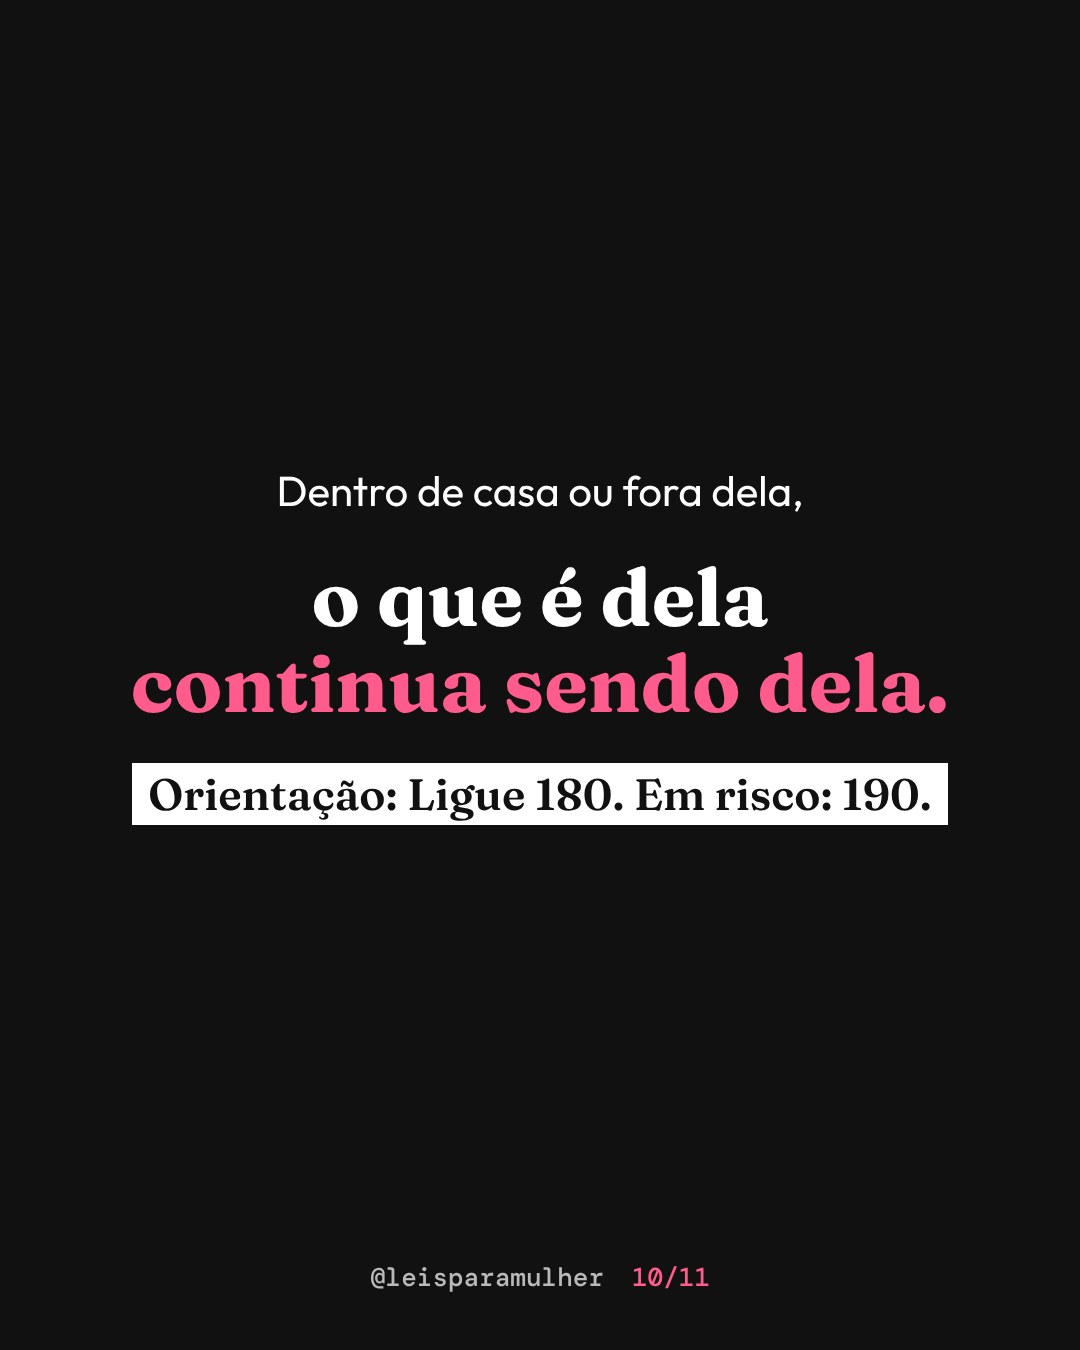 Dentro de casa ou fora dela,
o que é dela
continua sendo dela.
Orientação: Ligue 180. Em risco: 190.
@leisparamulher 10/11